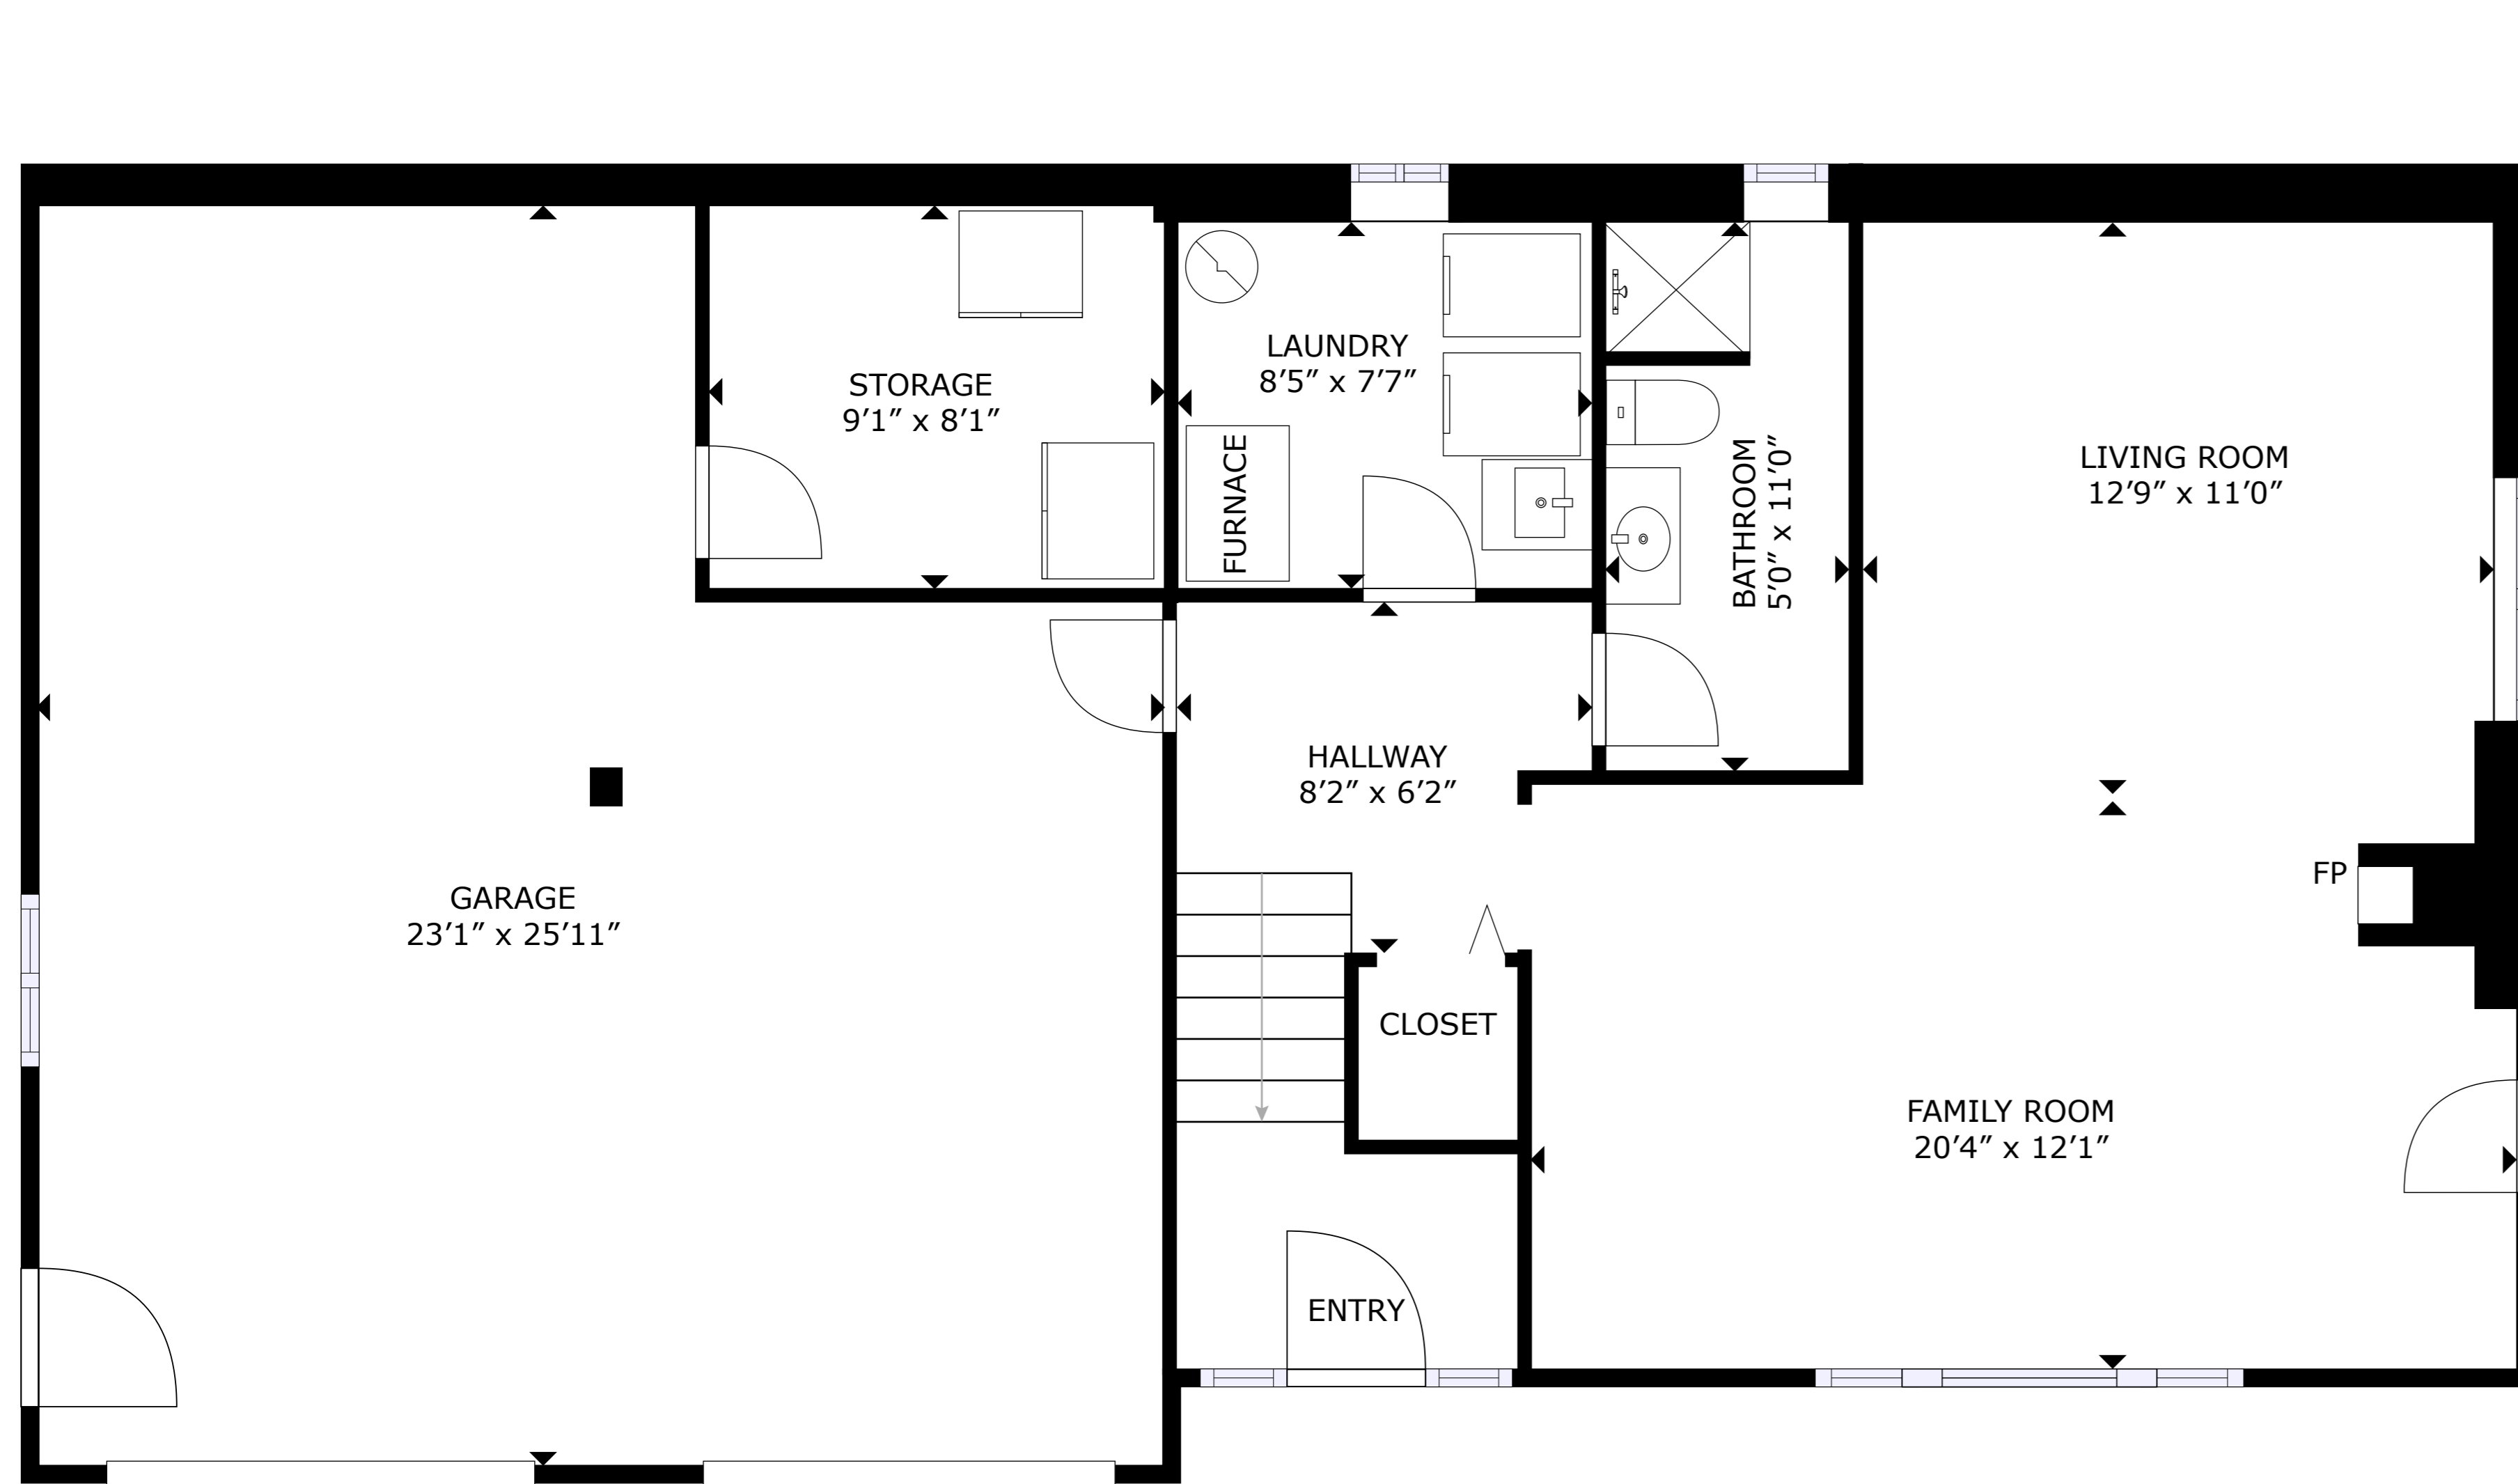 LAUNDRY
8′5″ x 7′7″
STORAGE
9′1″ x 8′1″
FURNACE
BATHROOM
5′0″ x 11′0″
LIVING ROOM
12′9″ x 11′0″
HALLWAY
8′2″ x 6′2″
GARAGE
23′1″ x 25′11″
FP
CLOSET
FAMILY ROOM
20′4″ x 12′1″
ENTRY